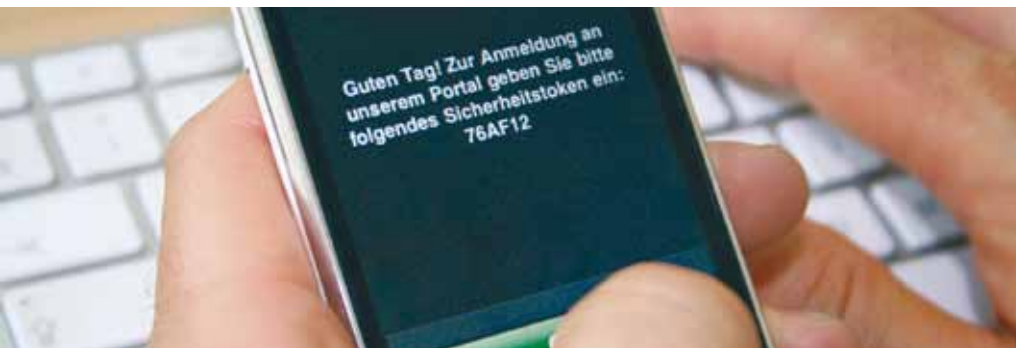 Guten Tag! Zur Anmeldung an
unserem Portal geben Sie bitte
folgendes Sicherheitstoken ein:
76AF12